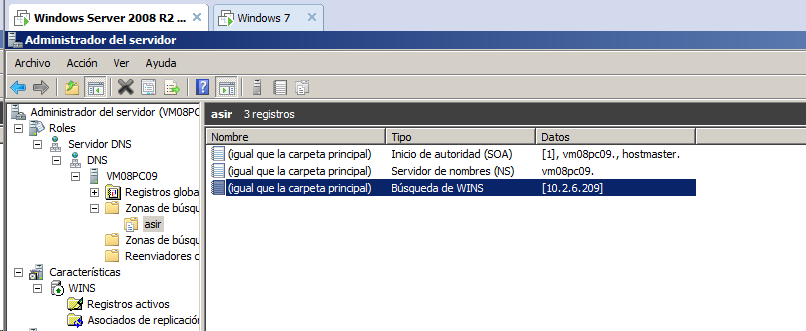 Windows Server 2008 R2 ...
Windows 7
Administrador del servidor
Archivo Acción Ver Ayuda
Administrador del servidor (VM08PC
Roles
Servidor DNS
DNS
VM08PC09
Registros globa
Zonas de búsqu
asir
Zonas de búsqu
Reenviadores c
Características
WINS
Registros activos
Asociados de replicación
asir 3 registros
Nombre Tipo Datos
(igual que la carpeta principal) Inicio de autoridad (SOA) [1], vm08pc09., hostmaster.
(igual que la carpeta principal) Servidor de nombres (NS) vm08pc09.
(igual que la carpeta principal) Búsqueda de WINS [10.2.6.209]